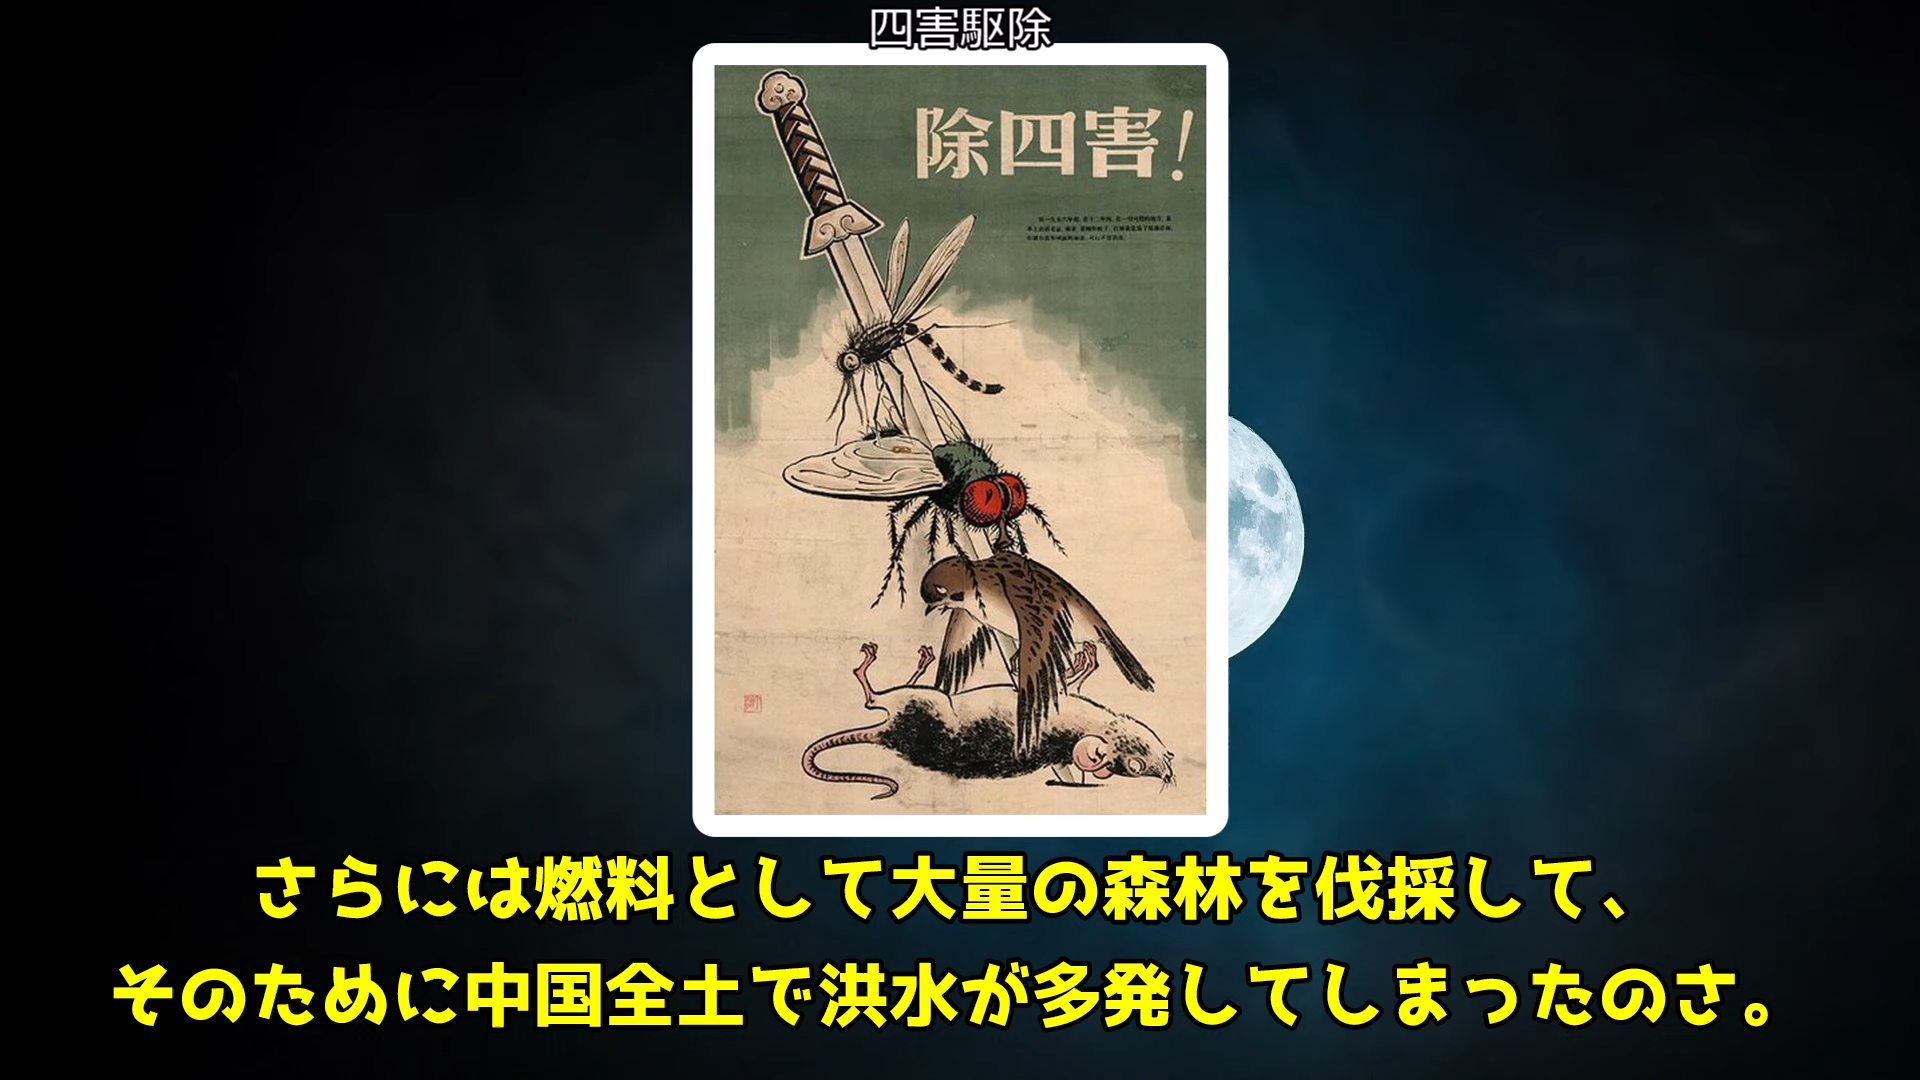 四害駆除
除四害!
さらには燃料として大量の森林を伐採して、
そのために中国全土で洪水が多発してしまったのさ。